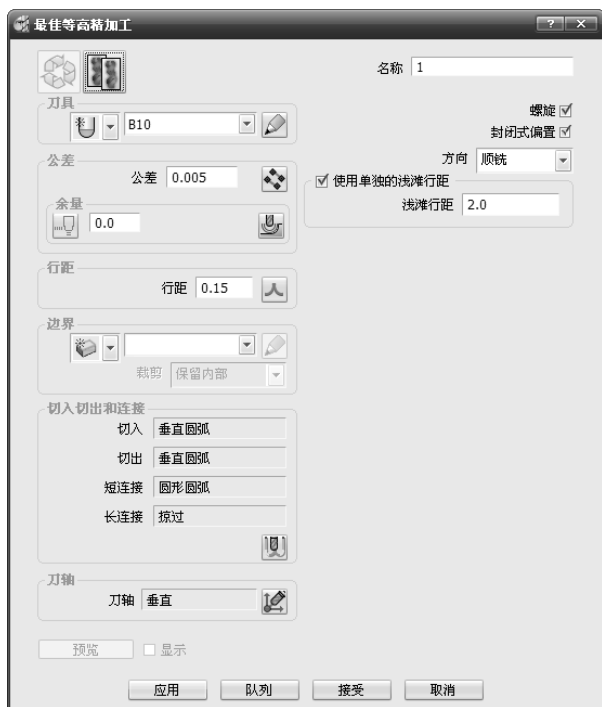 最佳等高精加工
名称 1
刀具
B10
螺旋
封闭式偏置
方向 顺铣
公差
公差 0.005
使用单独的浅滩行距
浅滩行距 2.0
余量
0.0
行距
行距 0.15
边界
裁剪 保留内部
切入切出和连接
切入 垂直圆弧
切出 垂直圆弧
短连接 圆形圆弧
长连接 掠过
刀轴
刀轴 垂直
预览 显示
应用 队列 接受 取消